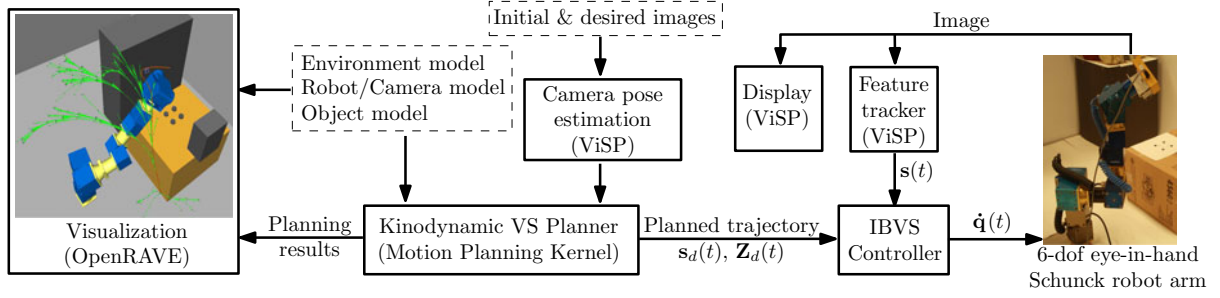 Initial & desired images
Image
Environment model
Robot/Camera model
Object model
Camera pose
estimation
(ViSP)
Display
(ViSP)
Feature
tracker
(ViSP)
s(t)
Visualization
(OpenRAVE)
Planning
results
Kinodynamic VS Planner
(Motion Planning Kernel)
Planned trajectory
s_d(t), Z_d(t)
IBVS
Controller
q̇(t)
6-dof eye-in-hand
Schunck robot arm